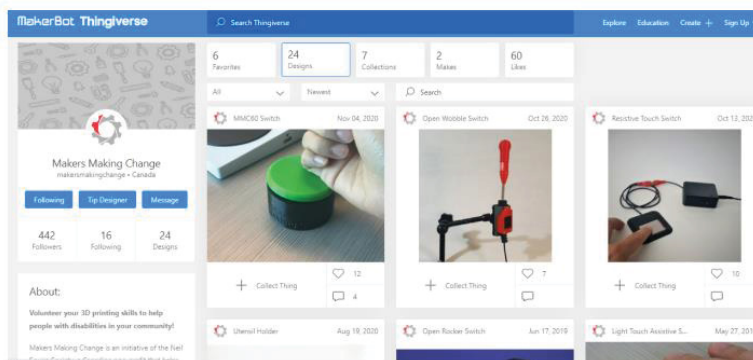 MakerBot Thingiverse
Search Thingiverse
Explore Education Create + Sign Up
6 Favorites
24 Designs
7 Collections
2 Makes
60 Likes
All
Newest
Search
Makers Making Change
makersmakingchange • Canada
Following Tip Designer Message
442 Followers
16 Following
24 Designs
About:
Volunteer your 3D printing skills to help
people with disabilities in your community!
Makers Making Change is an initiative of the Neil
MMC60 Switch Nov 04, 2020
+ Collect Thing
12
4
Open Wobble Switch Oct 26, 2020
+ Collect Thing
7
Resistive Touch Switch Oct 13, 202
+ Collect Thing
10
Utensil Holder Aug 19, 2020
Open Rocker Switch Jun 17, 2019
Light Touch Assistive S... May 27, 201